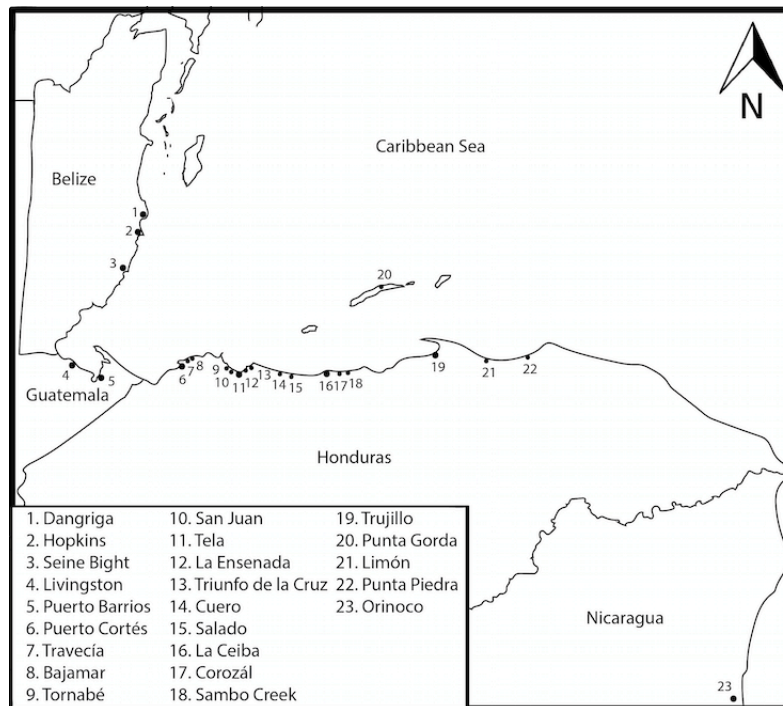 N
Caribbean Sea
Belize
1
2
3
20
4
5
6
7
8
9
10
11
12
13
14
15
16
17
18
19
21
22
Guatemala
Honduras
Nicaragua
23
1. Dangriga
2. Hopkins
3. Seine Bight
4. Livingston
5. Puerto Barrios
6. Puerto Cortés
7. Travecía
8. Bajamar
9. Tornabé
10. San Juan
11. Tela
12. La Ensenada
13. Triunfo de la Cruz
14. Cuero
15. Salado
16. La Ceiba
17. Corozál
18. Sambo Creek
19. Trujillo
20. Punta Gorda
21. Limón
22. Punta Piedra
23. Orinoco